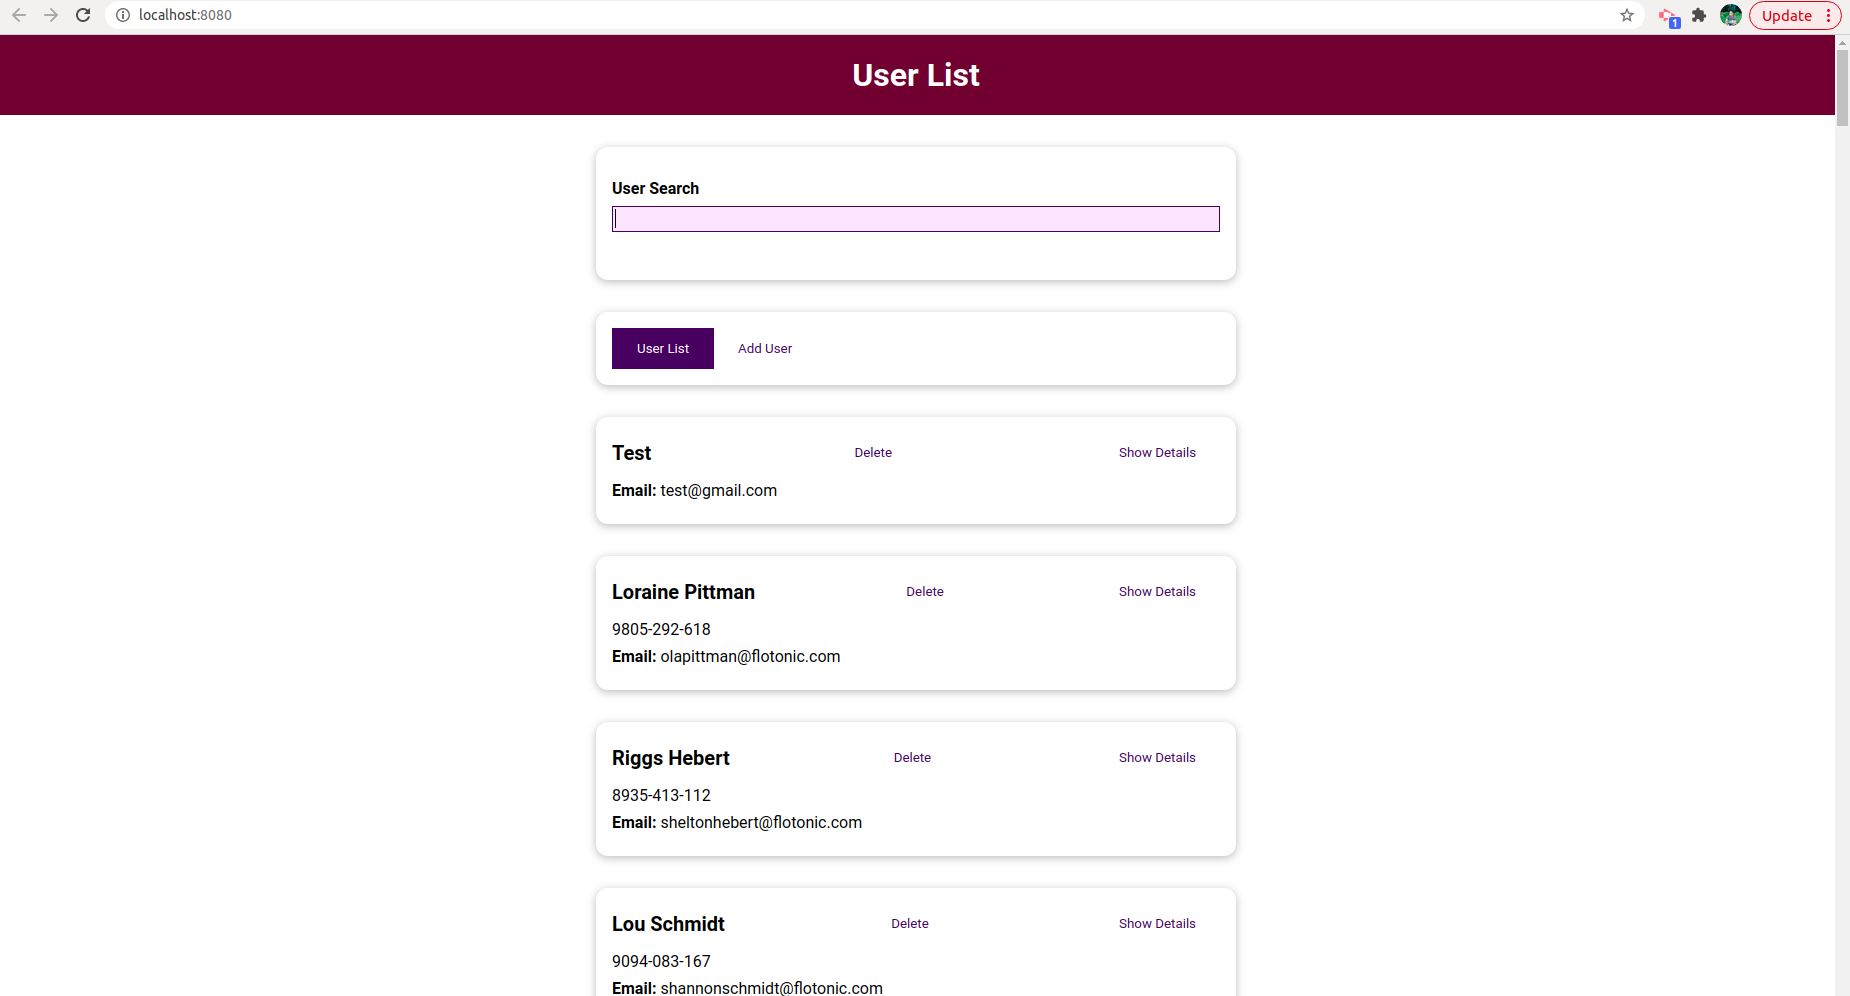 localhost:8080
1
Update
User List
User Search
User List Add User
Test Delete Show Details
Email: test@gmail.com
Loraine Pittman Delete Show Details
9805-292-618
Email: olapittman@flotonic.com
Riggs Hebert Delete Show Details
8935-413-112
Email: sheltonhebert@flotonic.com
Lou Schmidt Delete Show Details
9094-083-167
Email: shannonschmidt@flotonic.com